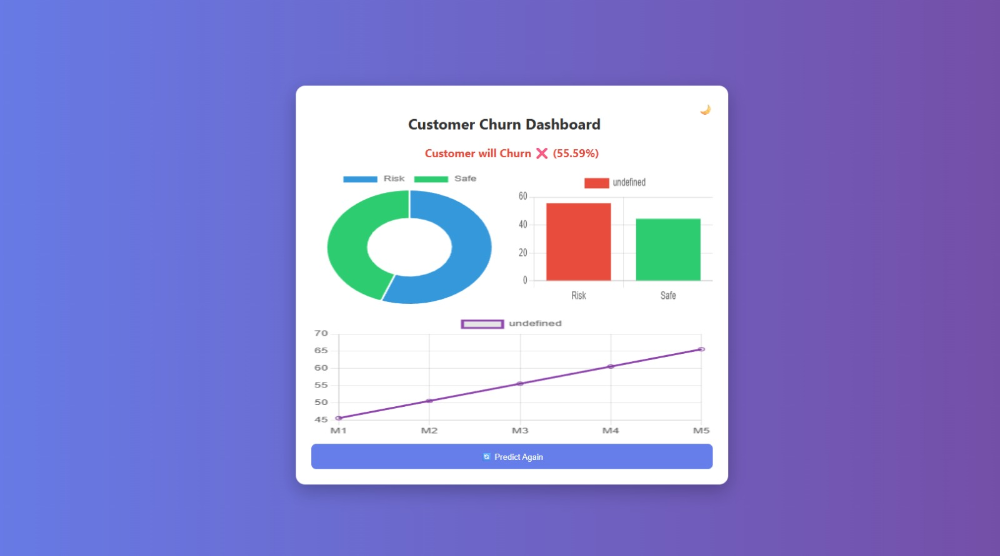 Customer Churn Dashboard
Customer will Churn ❌ (55.59%)
Risk Safe
undefined
60
40
20
0
Risk Safe
undefined
70
65
60
55
50
45
M1 M2 M3 M4 M5
🔄 Predict Again